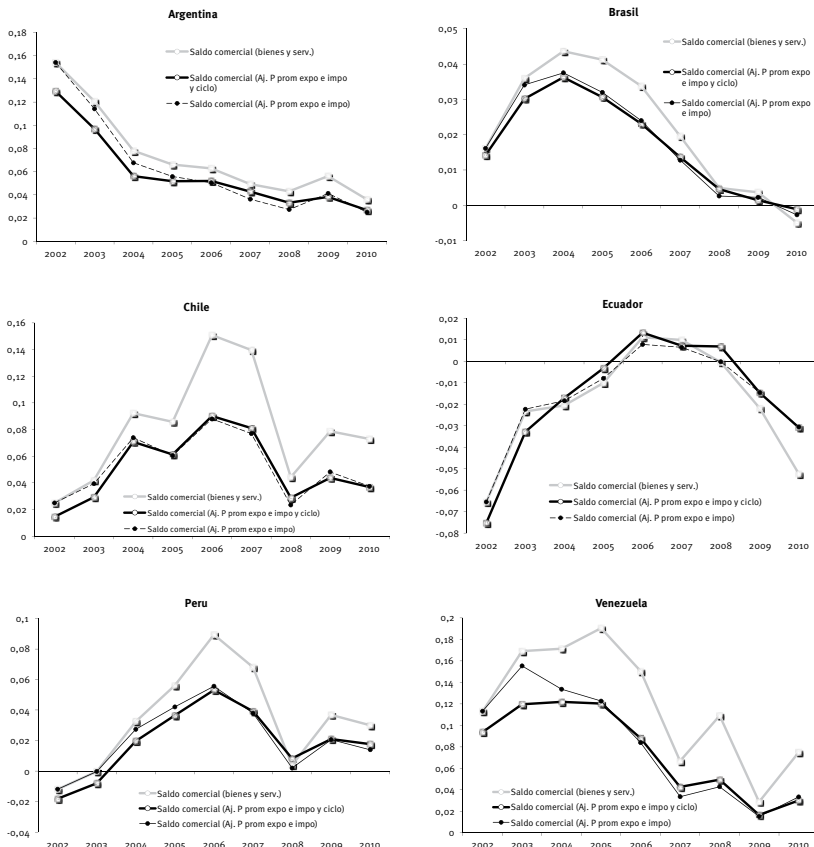 Argentina
0,18
0,16
0,14
0,12
0,1
0,08
0,06
0,04
0,02
0
Saldo comercial (bienes y serv.)
Saldo comercial (Aj. P prom expo e impo
y ciclo)
Saldo comercial (Aj. P prom expo e impo)
2002 2003 2004 2005 2006 2007 2008 2009 2010
Brasil
0,05
0,04
0,03
0,02
0,01
0
-0,01
Saldo comercial (bienes y serv.)
Saldo comercial (Aj. P prom expo
e impo y ciclo)
Saldo comercial (Aj. P prom expo
e impo)
2002 2003 2004 2005 2006 2007 2008 2009 2010
Chile
0,16
0,14
0,12
0,1
0,08
0,06
0,04
0,02
0
Saldo comercial (bienes y serv.)
Saldo comercial (Aj. P prom expo e impo y ciclo)
Saldo comercial (Aj. P prom expo e impo)
2002 2003 2004 2005 2006 2007 2008 2009 2010
Ecuador
0,02
0,01
0
-0,01
-0,02
-0,03
-0,04
-0,05
-0,06
-0,07
-0,08
Saldo comercial (bienes y serv.)
Saldo comercial (Aj. P prom expo e impo y ciclo)
Saldo comercial (Aj. P prom expo e impo)
2002 2003 2004 2005 2006 2007 2008 2009 2010
Peru
0,1
0,08
0,06
0,04
0,02
0
-0,02
-0,04
Saldo comercial (bienes y serv.)
Saldo comercial (Aj. P prom expo e impo y ciclo)
Saldo comercial (Aj. P prom expo e impo)
2002 2003 2004 2005 2006 2007 2008 2009 2010
Venezuela
0,2
0,18
0,16
0,14
0,12
0,1
0,08
0,06
0,04
0,02
0
Saldo comercial (bienes y serv.)
Saldo comercial (Aj. P prom expo e impo y ciclo)
Saldo comercial (Aj. P prom expo e impo)
2002 2003 2004 2005 2006 2007 2008 2009 2010